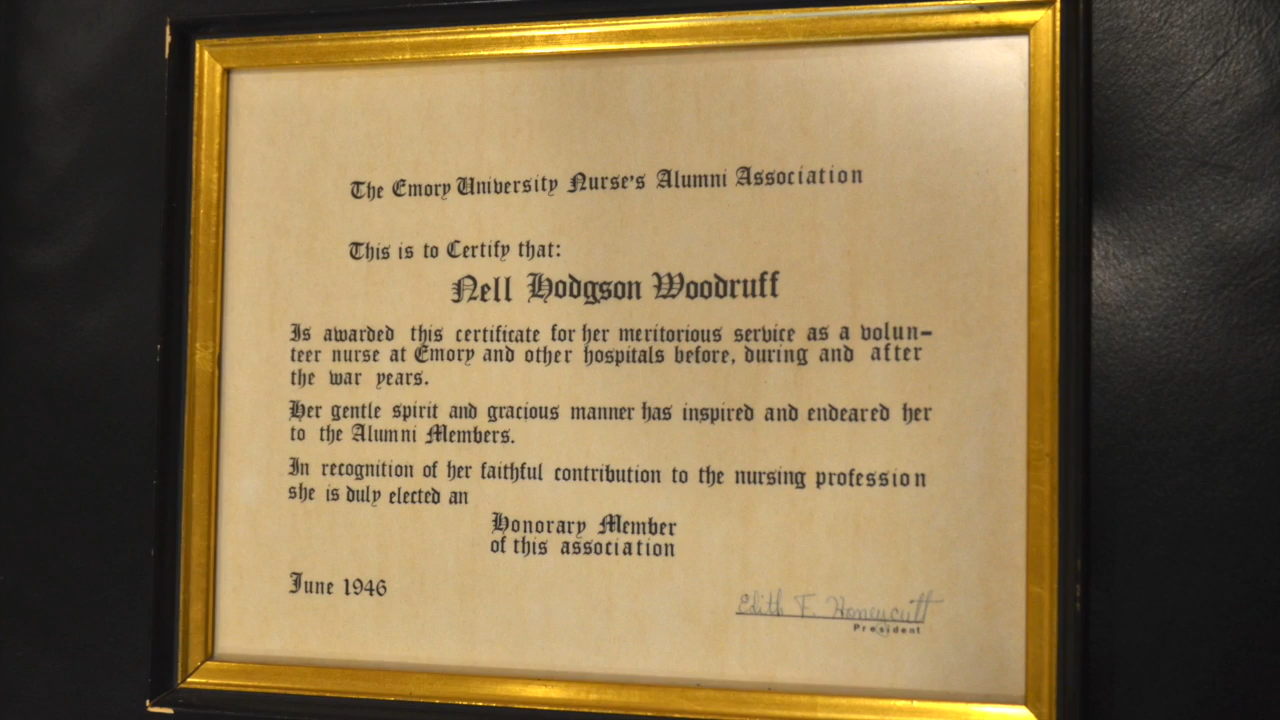 The Emory University Nurse's Alumni Association
This is to Certify that:
Nell Hodgson Woodruff
Is awarded this certificate for her meritorious service as a volun-
teer nurse at Emory and other hospitals before, during and after
the war years.
Her gentle spirit and gracious manner has inspired and endeared her
to the Alumni Members.
In recognition of her faithful contribution to the nursing profession
she is duly elected an
Honorary Member
of this association
June 1946
Edith F. Honeycutt
President